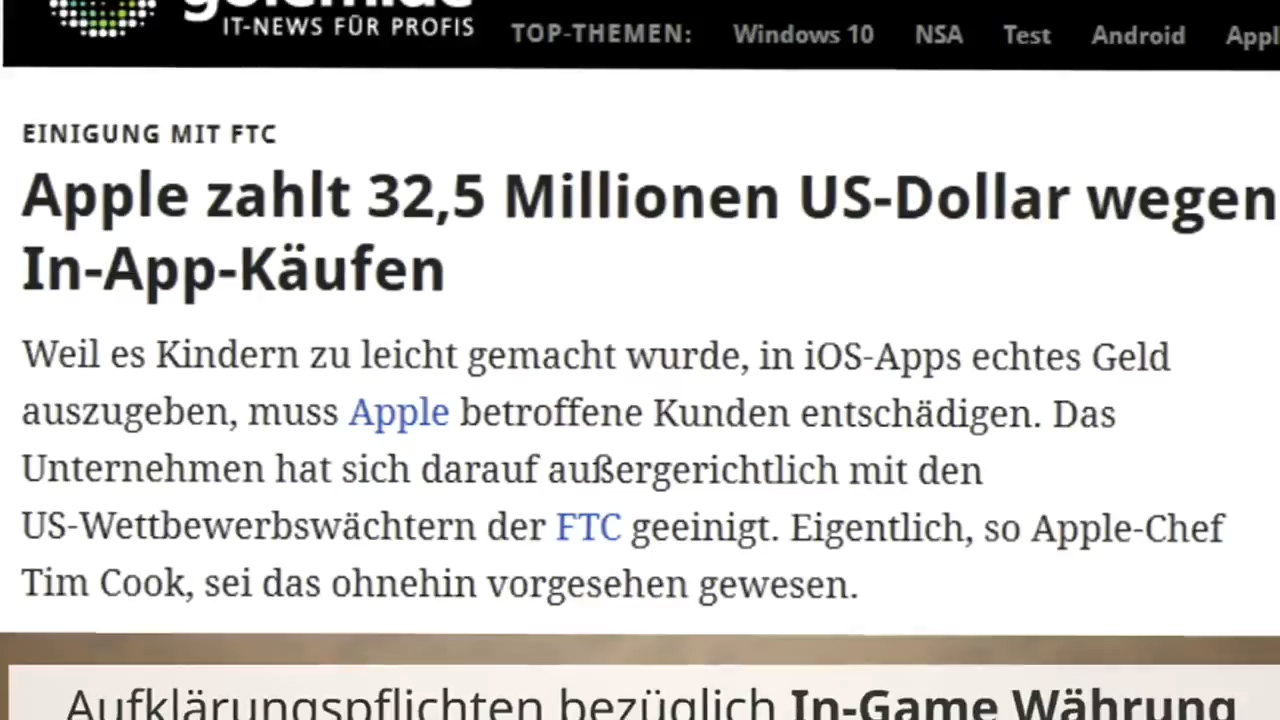 IT-NEWS FÜR PROFIS
TOP-THEMEN: Windows 10 NSA Test Android
EINIGUNG MIT FTC
Apple zahlt 32,5 Millionen US-Dollar wegen
In-App-Käufen
Weil es Kindern zu leicht gemacht wurde, in iOS-Apps echtes Geld
auszugeben, muss Apple betroffene Kunden entschädigen. Das
Unternehmen hat sich darauf außergerichtlich mit den
US-Wettbewerbswächtern der FTC geeinigt. Eigentlich, so Apple-Chef
Tim Cook, sei das ohnehin vorgesehen gewesen.
Aufklärungspflichten bezüglich In-Game Währung